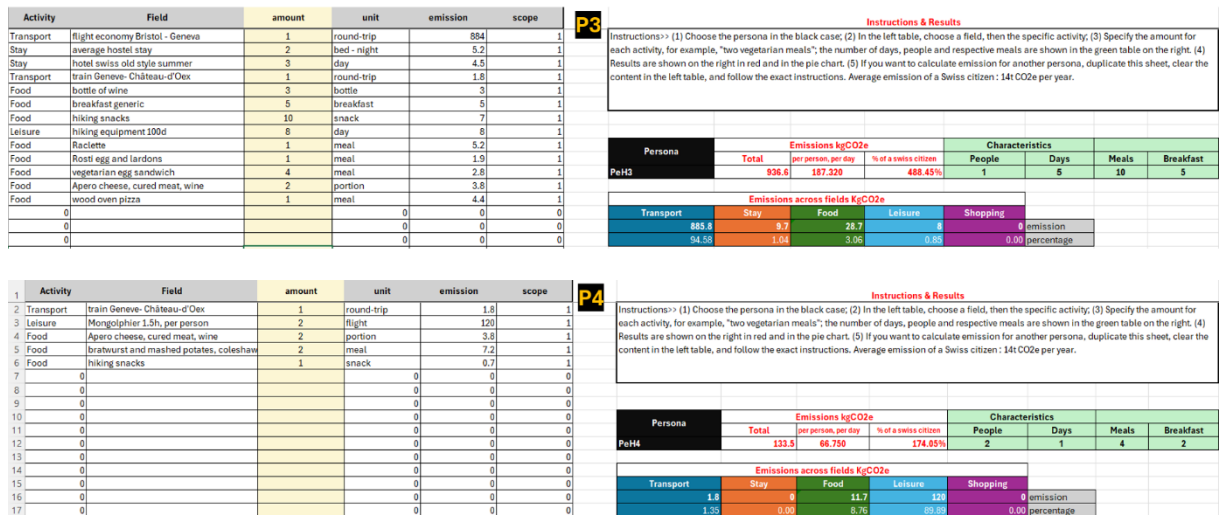 Activity Field amount unit emission scope
Transport flight economy Bristol - Geneva 1 round-trip 884 1
Stay average hostel stay 2 bed - night 5.2 1
Stay hotel swiss old style summer 3 day 4.5 1
Transport train Geneva- Château-d'Oex 1 round-trip 1.8 1
Food bottle of wine 3 bottle 3 1
Food breakfast generic 5 breakfast 5 1
Food hiking snacks 10 snack 7 1
Leisure hiking equipment 100d 8 day 8 1
Food Raclette 1 meal 5.2 1
Food Rosti egg and lardons 1 meal 1.9 1
Food vegetarian egg sandwich 4 meal 2.8 1
Food Apero cheese, cured meat, wine 2 portion 3.8 1
Food wood oven pizza 1 meal 4.4 1
0 0 0 0
0 0 0 0
0 0 0 0
P3
Instructions & Results
Instructions>> (1) Choose the persona in the black case; (2) In the left table, choose a field, then the specific activity; (3) Specify the amount for
each activity, for example, "two vegetarian meals"; the number of days, people and respective meals are shown in the green table on the right. (4)
Results are shown on the right in red and in the pie chart. (5) If you want to calculate emission for another persona, duplicate this sheet, clear the
content in the left table, and follow the exact instructions. Average emission of a Swiss citizen : 14t CO2e per year.
Persona Emissions kgCO2e Characteristics
Total per person, per day % of a swiss citizen People Days Meals Breakfast
PeH3 936.6 187.320 488.45% 1 5 10 5
Emissions across fields KgCO2e
Transport Stay Food Leisure Shopping
885.8 9.7 28.7 8 0 emission
94.58 1.04 3.06 0.85 0.00 percentage
1 Activity Field amount unit emission scope
2 Transport train Geneve- Château-d'Oex 1 round-trip 1.8 1
3 Leisure Mongolphier 1.5h, per person 2 flight 120 1
4 Food Apero cheese, cured meat, wine 2 portion 3.8 1
5 Food bratwurst and mashed potates, coleshaw 2 meal 7.2 1
6 Food hiking snacks 1 snack 0.7 1
7 0 0 0 0
8 0 0 0 0
9 0 0 0 0
10 0 0 0 0
11 0 0 0 0
12 0 0 0 0
13 0 0 0 0
14 0 0 0 0
15 0 0 0 0
16 0 0 0 0
17 0 0 0 0
P4
Instructions & Results
Instructions>> (1) Choose the persona in the black case; (2) In the left table, choose a field, then the specific activity; (3) Specify the amount for
each activity, for example, "two vegetarian meals"; the number of days, people and respective meals are shown in the green table on the right. (4)
Results are shown on the right in red and in the pie chart. (5) If you want to calculate emission for another persona, duplicate this sheet, clear the
content in the left table, and follow the exact instructions. Average emission of a Swiss citizen : 14t CO2e per year.
Persona Emissions kgCO2e Characteristics
Total per person, per day % of a swiss citizen People Days Meals Breakfast
PeH4 133.5 66.750 174.05% 2 1 4 2
Emissions across fields KgCO2e
Transport Stay Food Leisure Shopping
1.8 0 11.7 120 0 emission
1.35 0.00 8.76 89.89 0.00 percentage